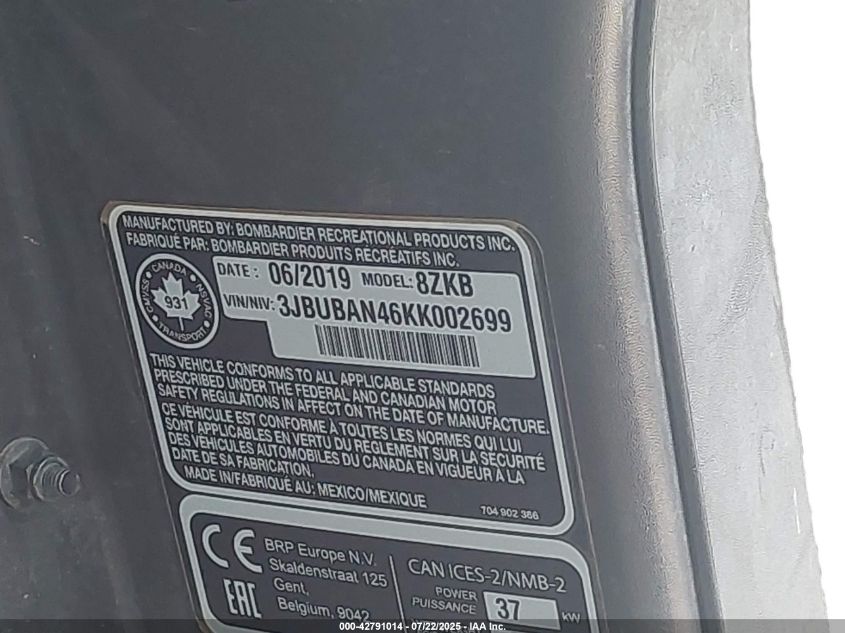 MANUFACTURED BY: BOMBARDIER RECREATIONAL PRODUCTS INC.
FABRIQUÉ PAR: BOMBARDIER PRODUITS RÉCRÉATIFS INC.
CANADA
CMVSS
NSVAC
931
TRANSPORT
DATE : 06/2019 MODEL: 8ZKB
VIN/NIV: 3JBUBAN46KK002699
THIS VEHICLE CONFORMS TO ALL APPLICABLE STANDARDS
PRESCRIBED UNDER THE FEDERAL AND CANADIAN MOTOR
SAFETY REGULATIONS IN AFFECT ON THE DATE OF MANUFACTURE.
CE VÉHICULE EST CONFORME À TOUTES LES NORMES QUI LUI
SONT APPLICABLES EN VERTU DU RÈGLEMENT SUR LA SÉCURITÉ
DES VÉHICULES AUTOMOBILES DU CANADA EN VIGUEUR À LA
DATE DE SA FABRICATION.
MADE IN/FABRIQUÉ AU: MEXICO/MEXIQUE
704 902 366
CE
EAC
BRP Europe N.V.
Skaldenstraat 125
Gent,
Belgium, 9042
CAN ICES-2/NMB-2
POWER
PUISSANCE 37 kW
000-42791014 - 07/22/2025 - IAA Inc.